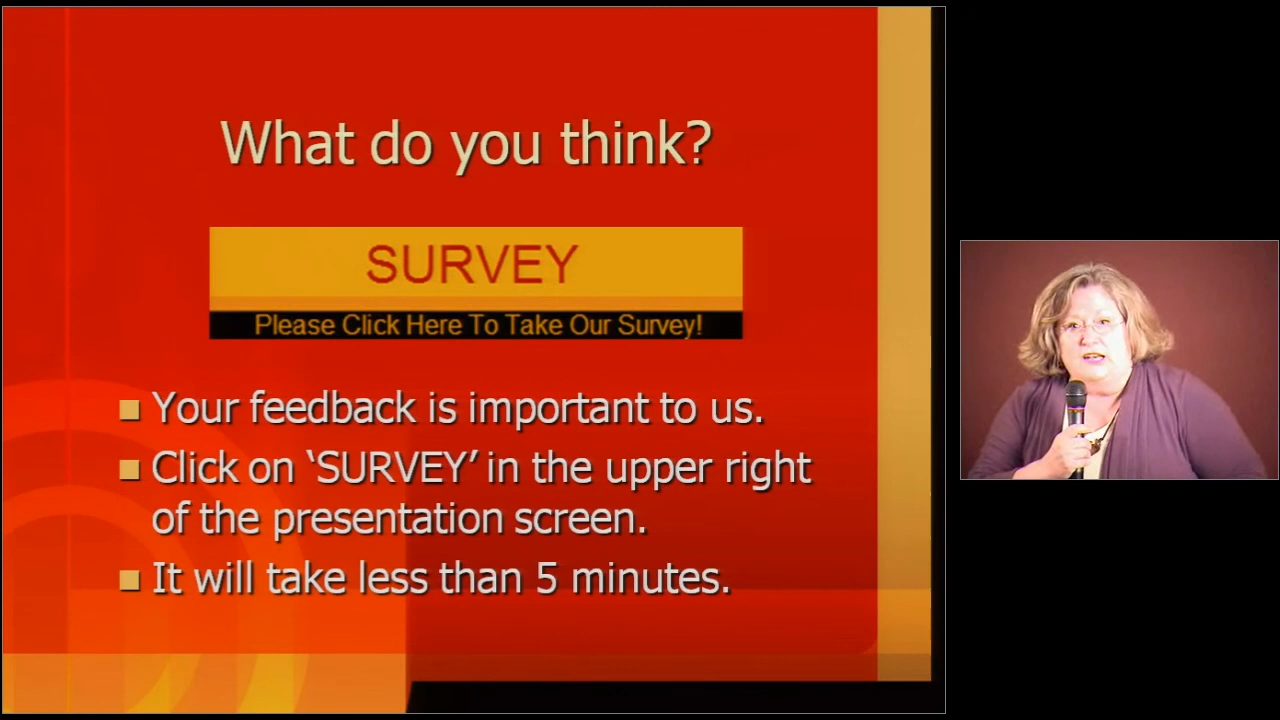 What do you think?
SURVEY
Please Click Here To Take Our Survey!
Your feedback is important to us.
Click on ‘SURVEY’ in the upper right
of the presentation screen.
It will take less than 5 minutes.